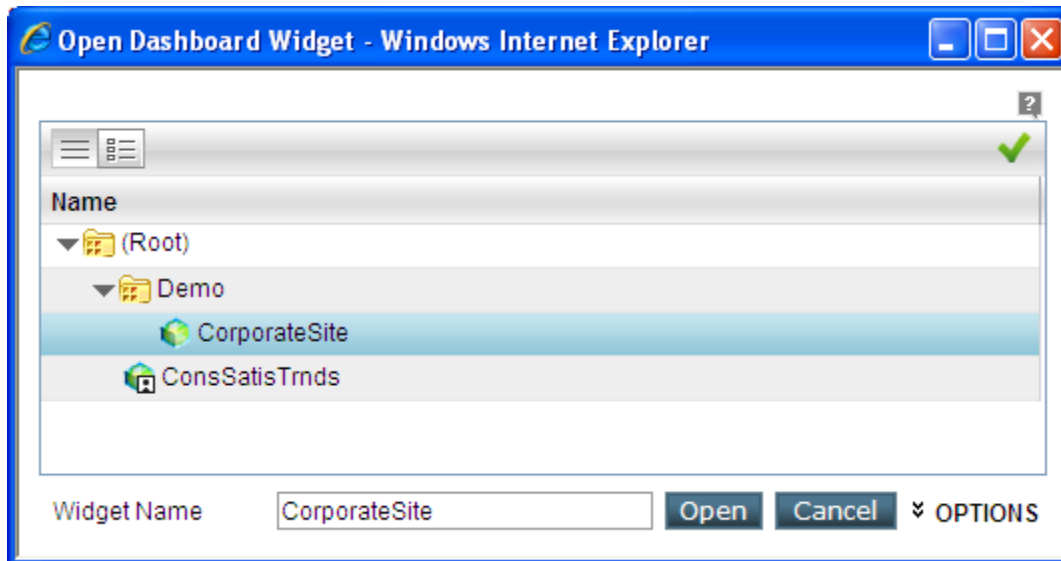 Open Dashboard Widget - Windows Internet Explorer
?
Name
(Root)
Demo
CorporateSite
ConsSatisTrnds
Widget Name CorporateSite Open Cancel OPTIONS